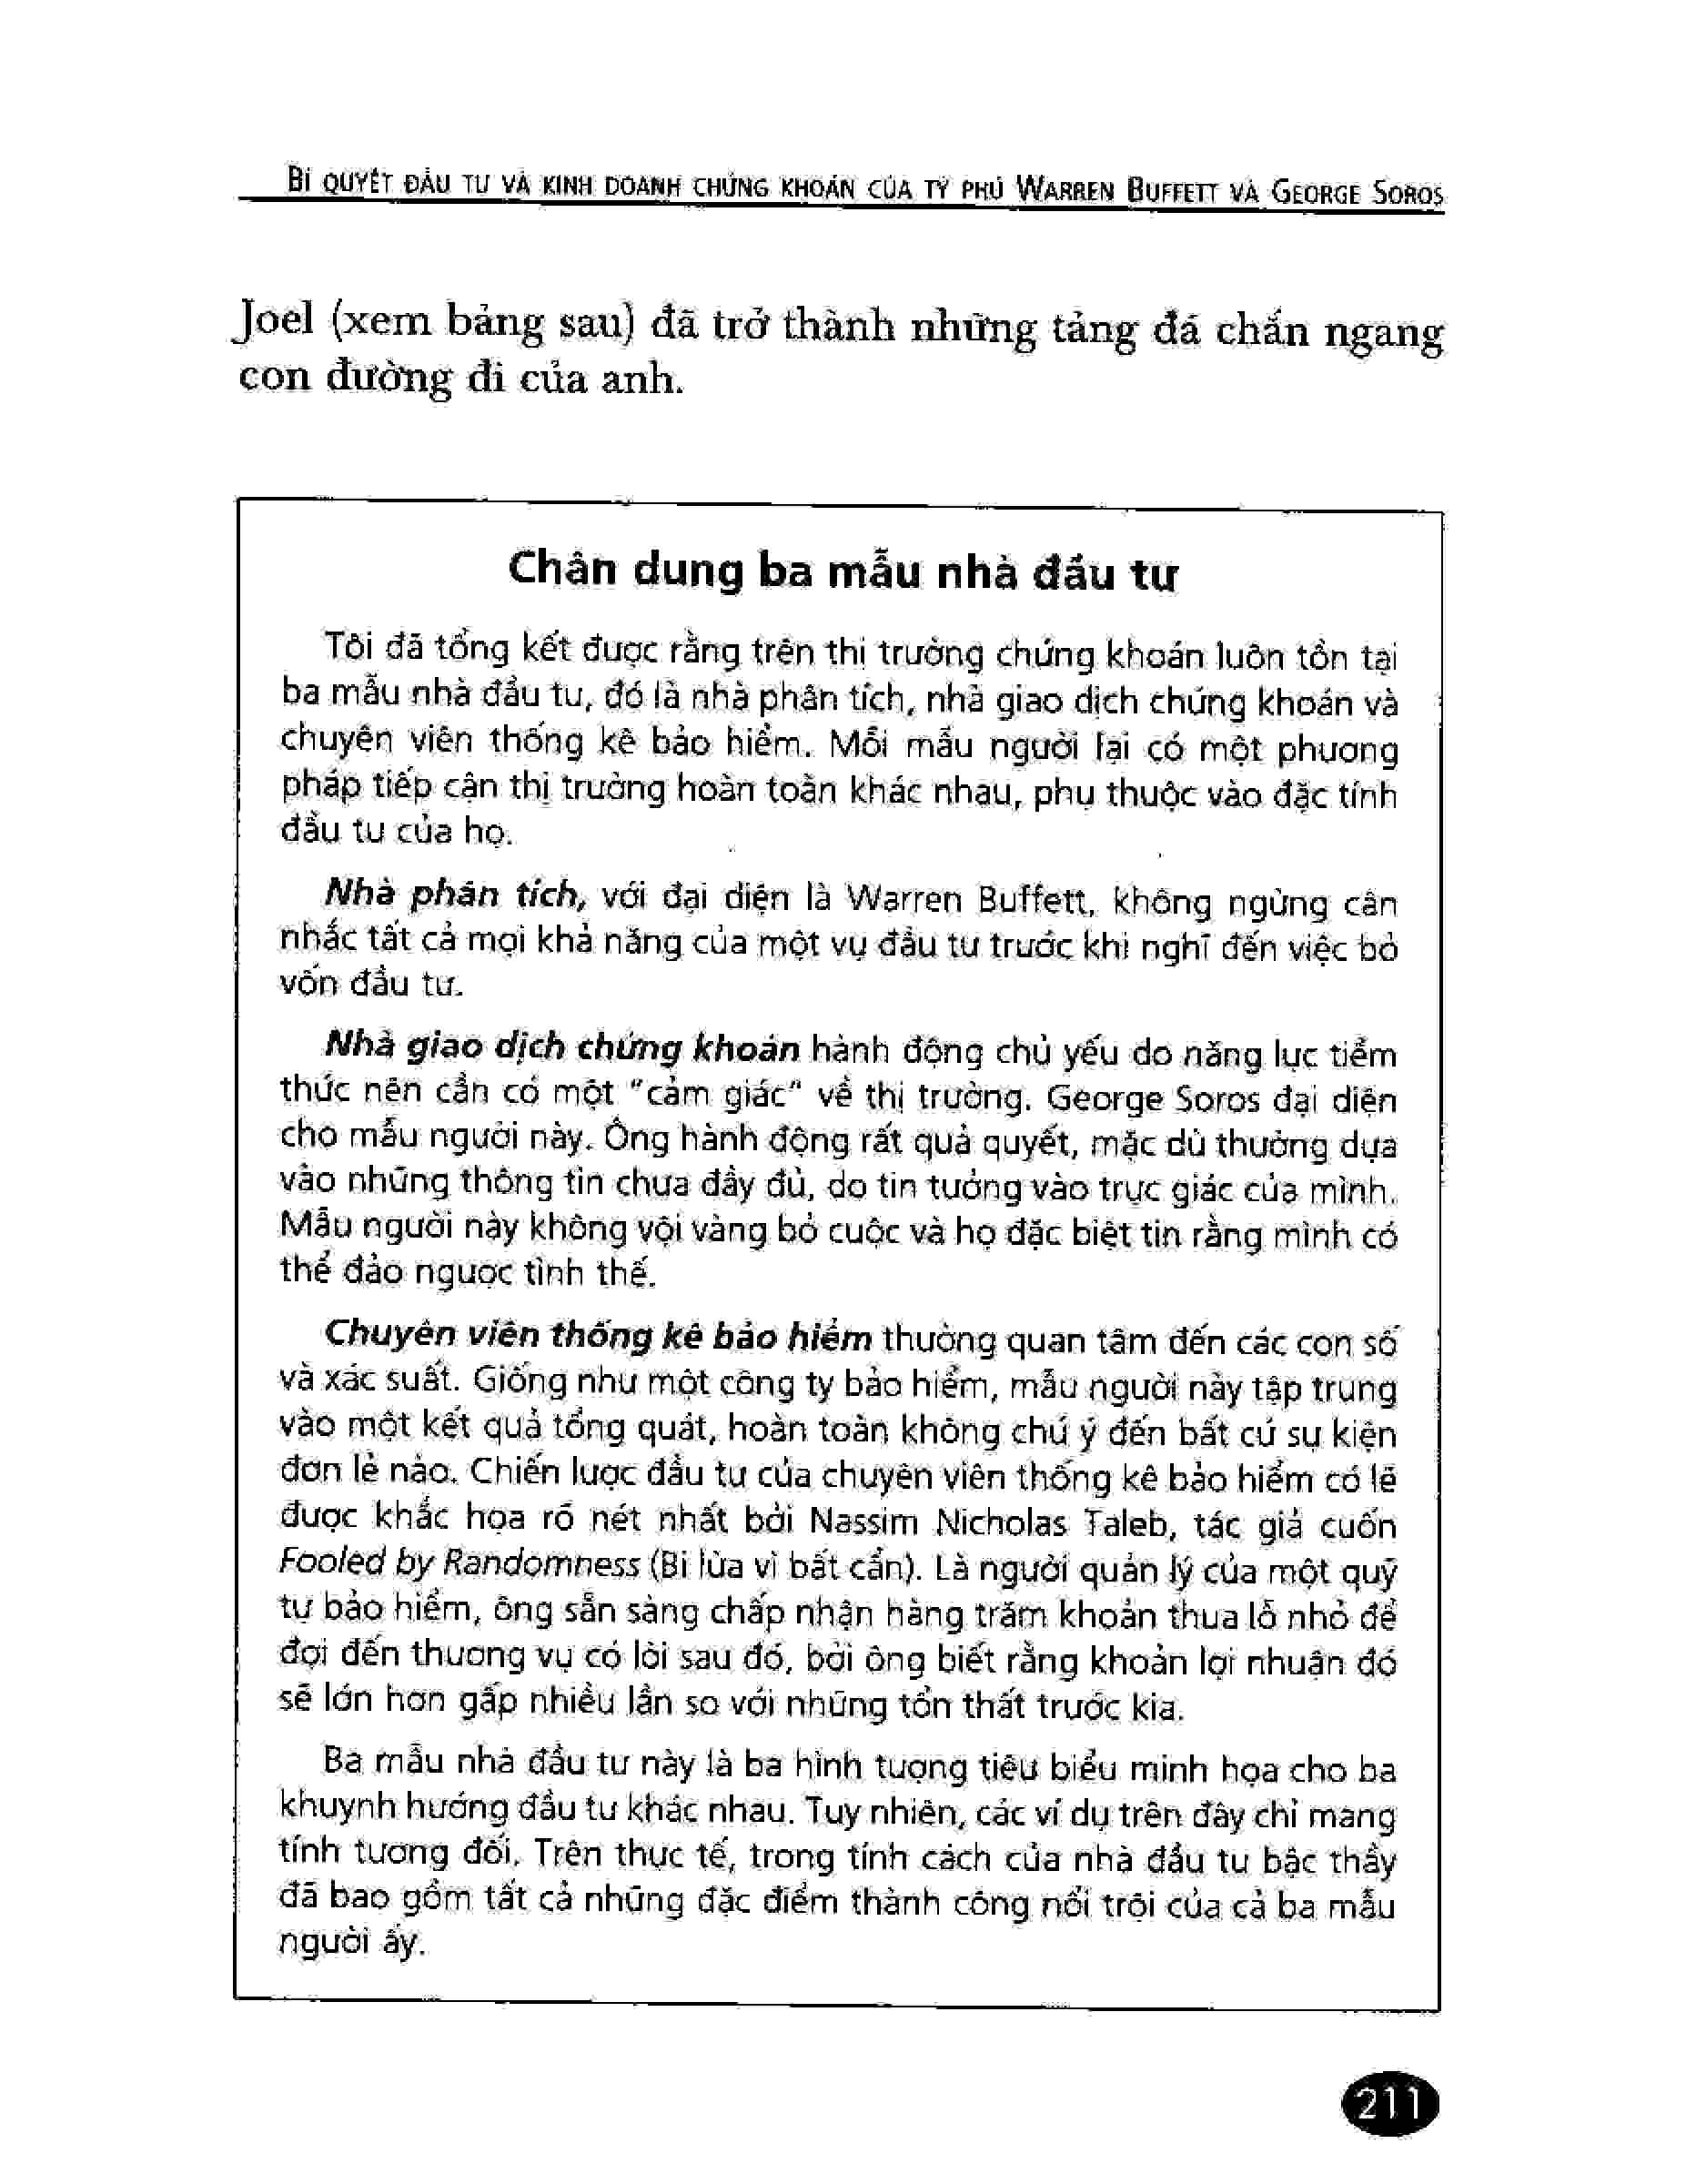 BÍ QUYẾT ĐẦU TƯ VÀ KINH DOANH CHỨNG KHOÁN CỦA TỶ PHÚ WARREN BUFFETT VÀ GEORGE SOROS
Joel (xem bảng sau) đã trở thành những tảng đá chắn ngang
con đường đi của anh.
Chân dung ba mẫu nhà đầu tư
Tôi đã tổng kết được rằng trên thị trường chứng khoán luôn tồn tại
ba mẫu nhà đầu tư, đó là nhà phân tích, nhà giao dịch chứng khoán và
chuyên viên thống kê bảo hiểm. Mỗi mẫu người lại có một phương
pháp tiếp cận thị trường hoàn toàn khác nhau, phụ thuộc vào đặc tính
đầu tư của họ.
Nhà phân tích, với đại diện là Warren Buffett, không ngừng cân
nhắc tất cả mọi khả năng của một vụ đầu tư trước khi nghĩ đến việc bỏ
vốn đầu tư.
Nhà giao dịch chứng khoán hành động chủ yếu do năng lực tiềm
thức nên cần có một "cảm giác" về thị trường. George Soros đại diện
cho mẫu người này. Ông hành động rất quả quyết, mặc dù thường dựa
vào những thông tin chưa đầy đủ, do tin tưởng vào trực giác của mình.
Mẫu người này không vội vàng bỏ cuộc và họ đặc biệt tin rằng mình có
thể đảo ngược tình thế.
Chuyên viên thống kê bảo hiểm thường quan tâm đến các con số
và xác suất. Giống như một công ty bảo hiểm, mẫu người này tập trung
vào một kết quả tổng quát, hoàn toàn không chú ý đến bất cứ sự kiện
đơn lẻ nào. Chiến lược đầu tư của chuyên viên thống kê bảo hiểm có lẽ
được khắc họa rõ nét nhất bởi Nassim Nicholas Taleb, tác giả cuốn
Fooled by Randomness (Bị lừa vì bất cẩn). Là người quản lý của một quỹ
tự bảo hiểm, ông sẵn sàng chấp nhận hàng trăm khoản thua lỗ nhỏ để
đợi đến thương vụ có lời sau đó, bởi ông biết rằng khoản lợi nhuận đó
sẽ lớn hơn gấp nhiều lần so với những tổn thất trước kia.
Ba mẫu nhà đầu tư này là ba hình tượng tiêu biểu minh họa cho ba
khuynh hướng đầu tư khác nhau. Tuy nhiên, các ví dụ trên đây chỉ mang
tính tương đối. Trên thực tế, trong tính cách của nhà đầu tư bậc thầy
đã bao gồm tất cả những đặc điểm thành công nổi trội của cả ba mẫu
người ấy.
211